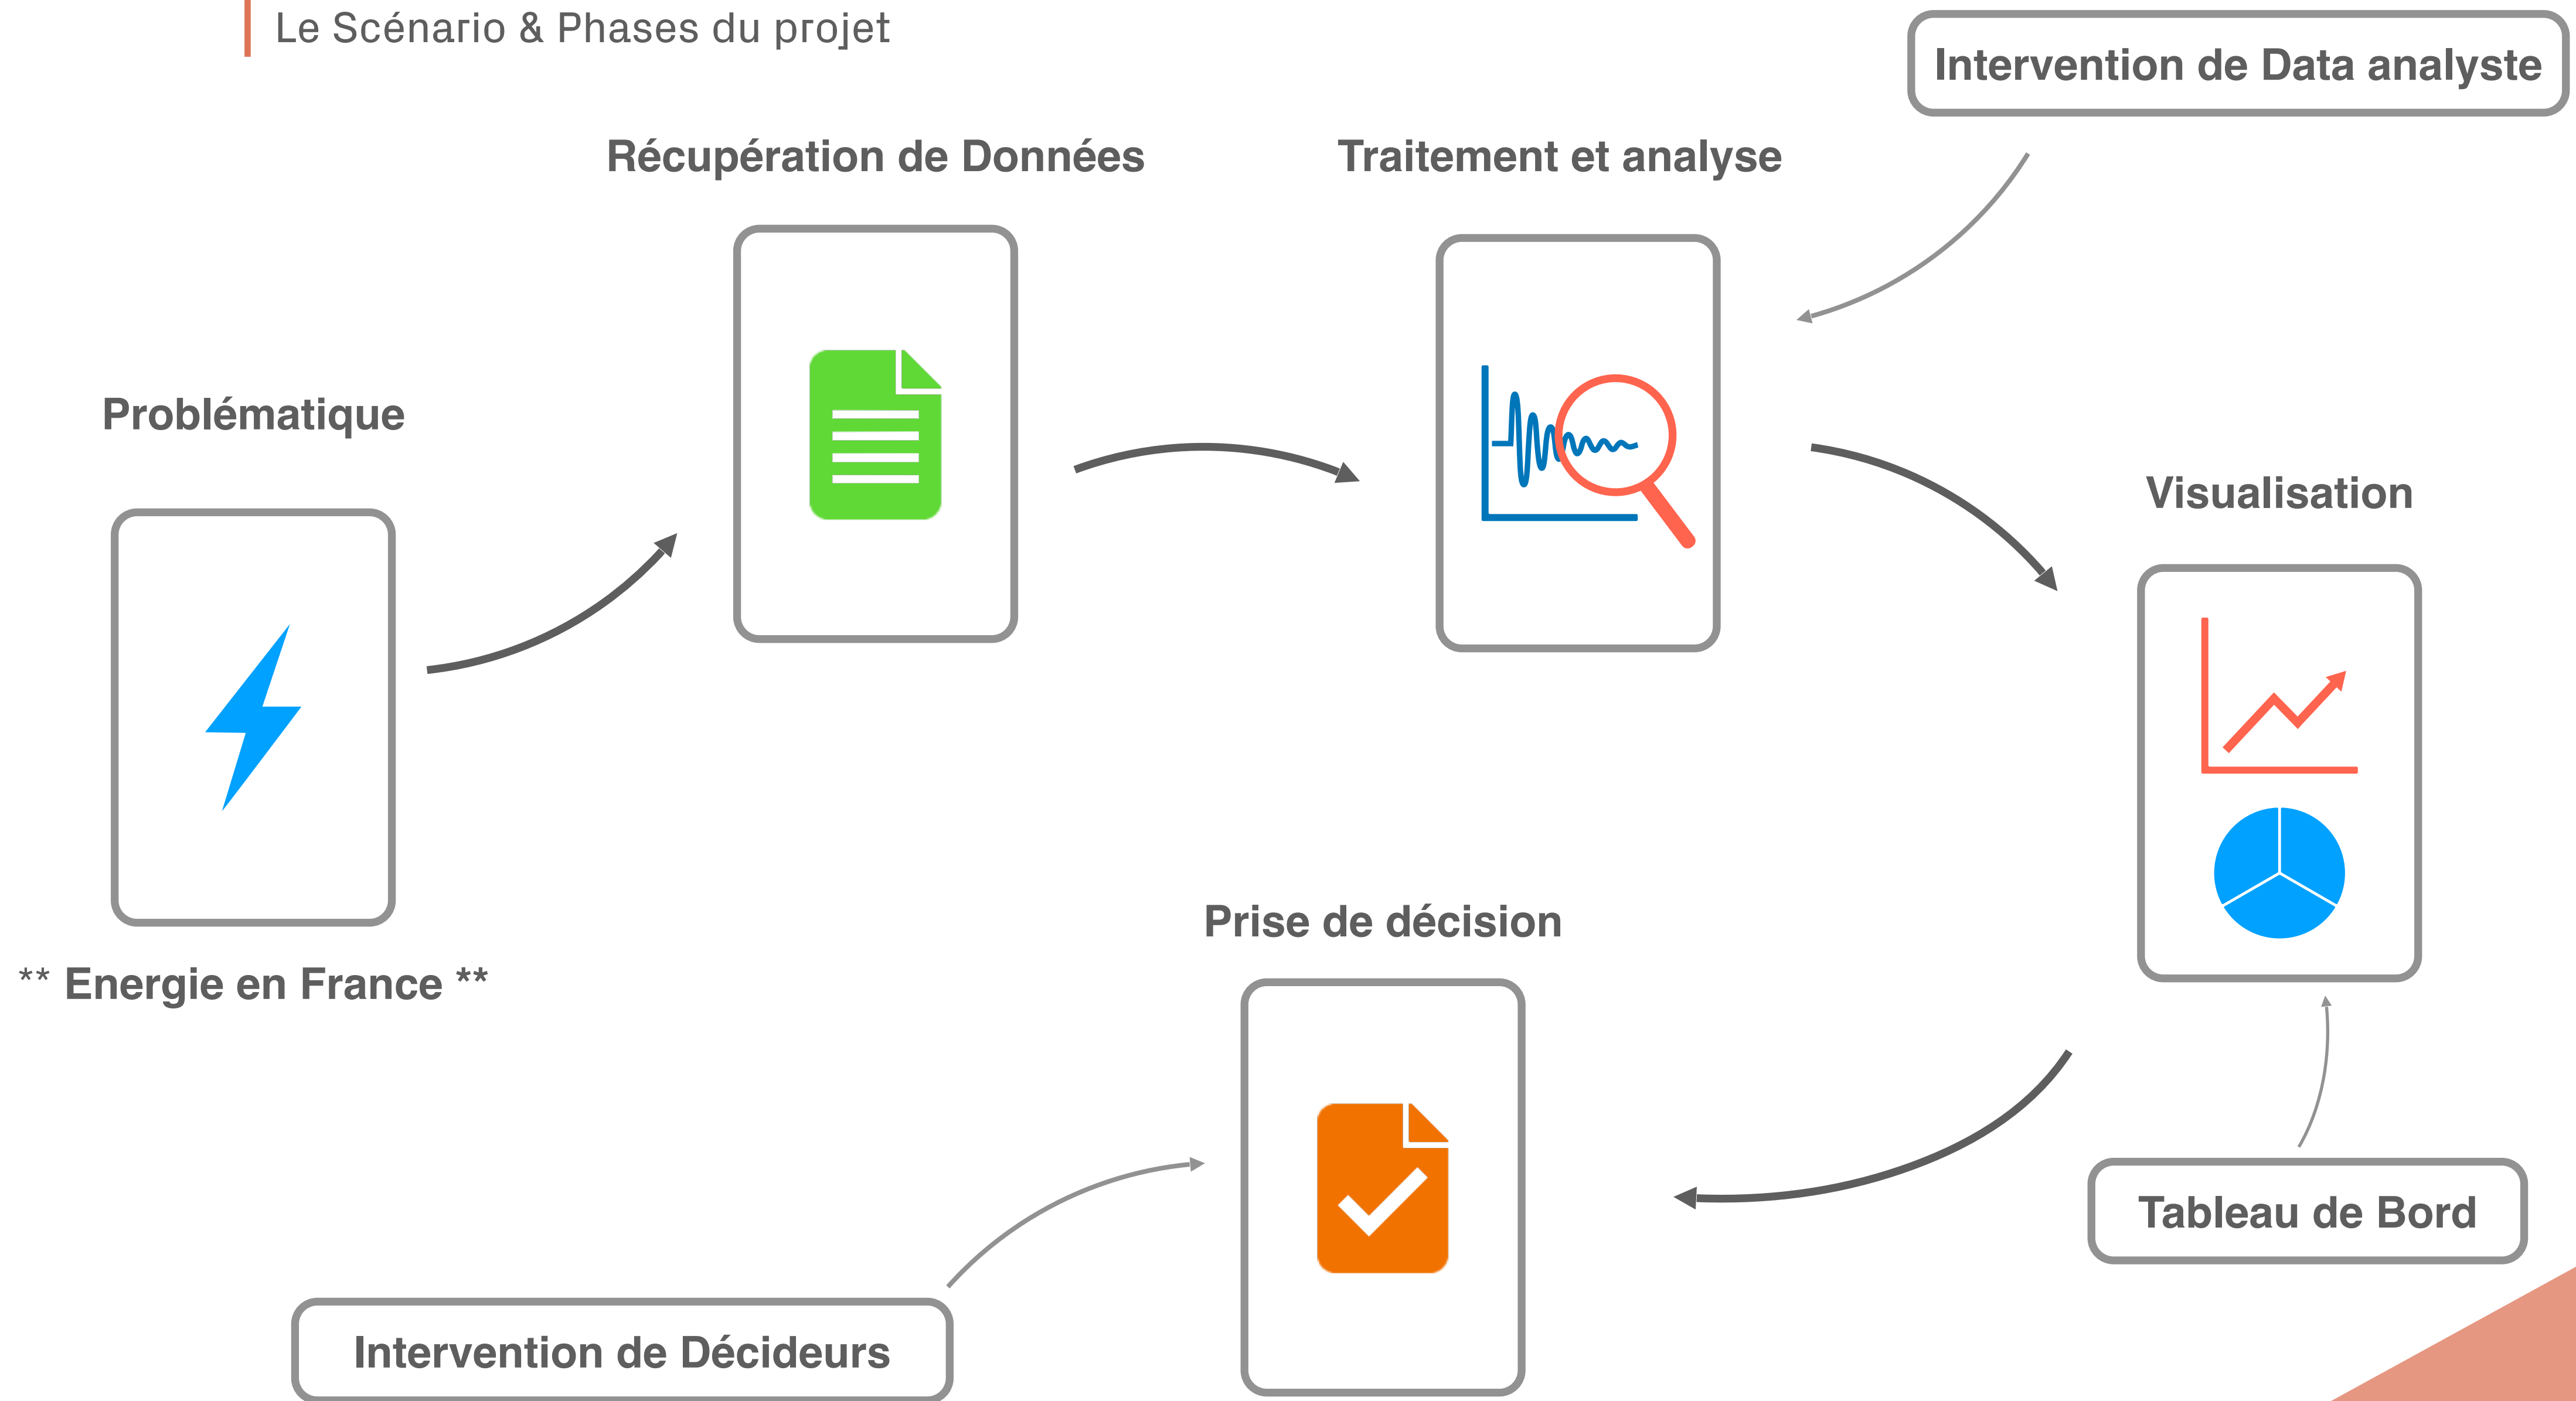 Le Scénario & Phases du projet
Intervention de Data analyste
Récupération de Données
Traitement et analyse
Problématique
Visualisation
Prise de décision
** Energie en France **
Tableau de Bord
Intervention de Décideurs